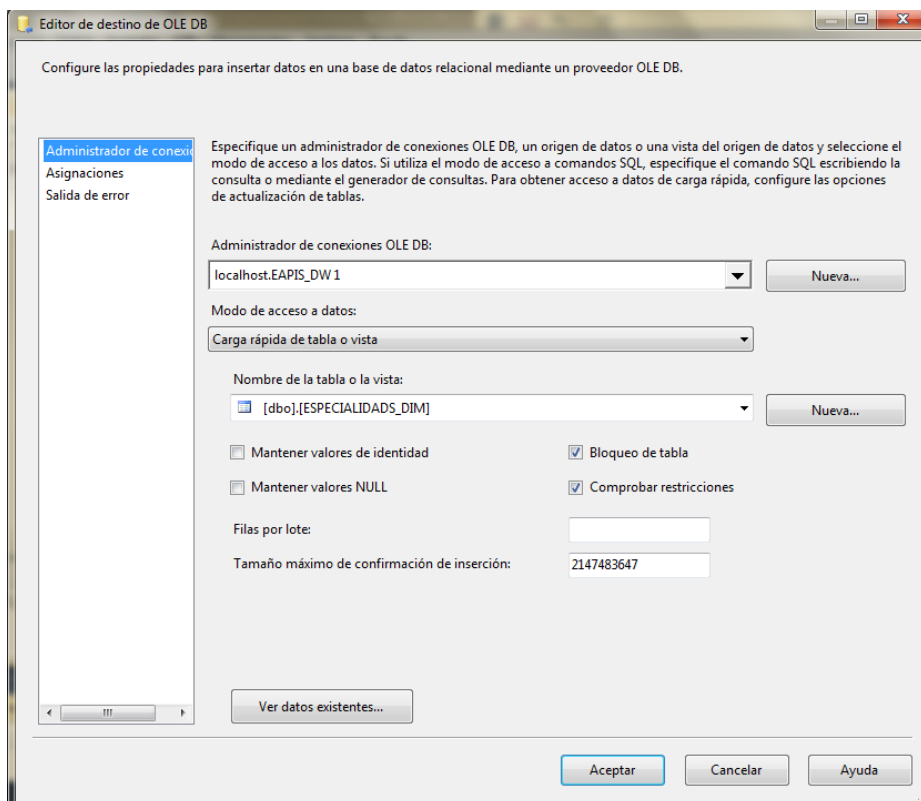 Editor de destino de OLE DB
Configure las propiedades para insertar datos en una base de datos relacional mediante un proveedor OLE DB.
Administrador de conexio
Asignaciones
Salida de error
Especifique un administrador de conexiones OLE DB, un origen de datos o una vista del origen de datos y seleccione el
modo de acceso a los datos. Si utiliza el modo de acceso a comandos SQL, especifique el comando SQL escribiendo la
consulta o mediante el generador de consultas. Para obtener acceso a datos de carga rápida, configure las opciones
de actualización de tablas.
Administrador de conexiones OLE DB:
localhost.EAPIS_DW 1
Nueva...
Modo de acceso a datos:
Carga rápida de tabla o vista
Nombre de la tabla o la vista:
[dbo].[ESPECIALIDADS_DIM]
Nueva...
Mantener valores de identidad
Bloqueo de tabla
Mantener valores NULL
Comprobar restricciones
Filas por lote:
Tamaño máximo de confirmación de inserción:
2147483647
Ver datos existentes...
Aceptar
Cancelar
Ayuda